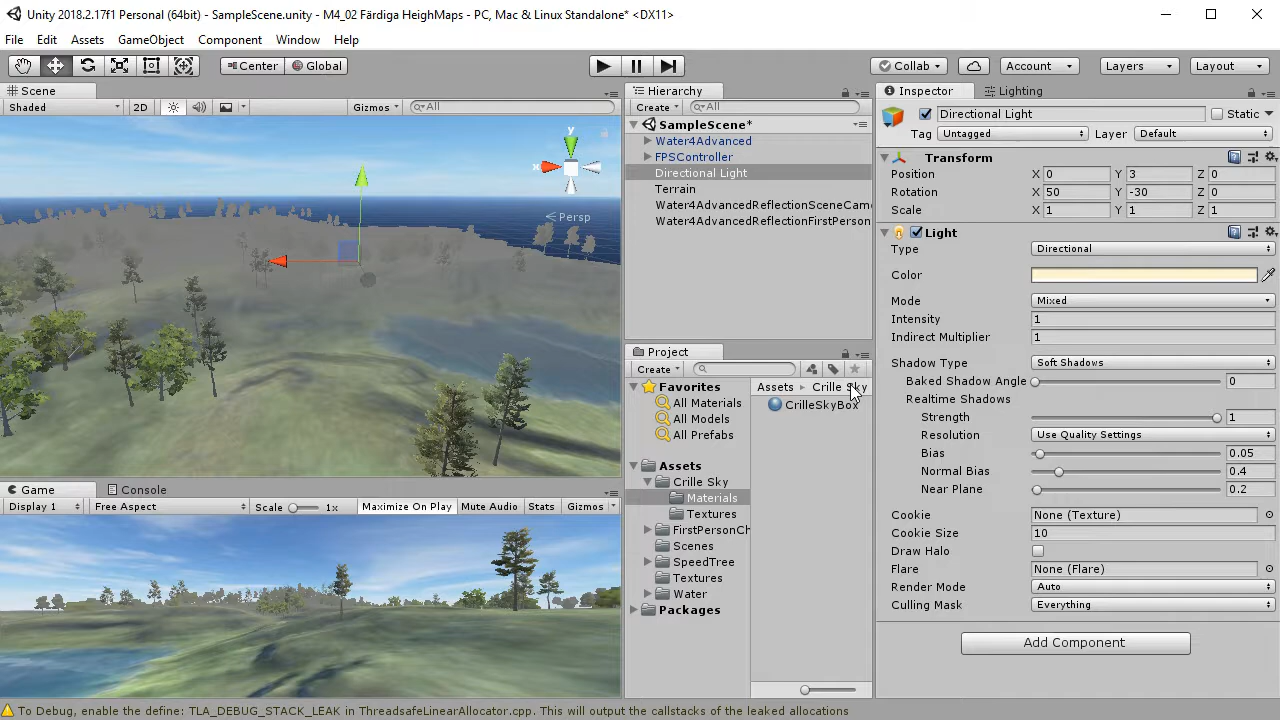 Unity 2018.2.17f1 Personal (64bit) - SampleScene.unity - M4_02 Färdiga HeighMaps - PC, Mac & Linux Standalone* <DX11>
File Edit Assets GameObject Component Window Help
Center Global Collab Account Layers Layout
Scene
Shaded 2D Gizmos All
y
x
Persp
Game Console
Display 1 Free Aspect Scale 1x Maximize On Play Mute Audio Stats Gizmos
Hierarchy
Create All
SampleScene*
Water4Advanced
FPSController
Directional Light
Terrain
Water4AdvancedReflectionSceneCame
Water4AdvancedReflectionFirstPerson
Project
Create
Favorites
All Materials
All Models
All Prefabs
Assets
Crille Sky
Materials
Textures
FirstPersonCh
Scenes
SpeedTree
Textures
Water
Packages
Assets Crille Sky
CrilleSkyBox
Inspector Lighting
Directional Light Static
Tag Untagged Layer Default
Transform
Position X 0 Y 3 Z 0
Rotation X 50 Y -30 Z 0
Scale X 1 Y 1 Z 1
Light
Type Directional
Color
Mode Mixed
Intensity 1
Indirect Multiplier 1
Shadow Type Soft Shadows
Baked Shadow Angle 0
Realtime Shadows
Strength 1
Resolution Use Quality Settings
Bias 0.05
Normal Bias 0.4
Near Plane 0.2
Cookie None (Texture)
Cookie Size 10
Draw Halo
Flare None (Flare)
Render Mode Auto
Culling Mask Everything
Add Component
To Debug, enable the define: TLA_DEBUG_STACK_LEAK in ThreadsafeLinearAllocator.cpp. This will output the callstacks of the leaked allocations